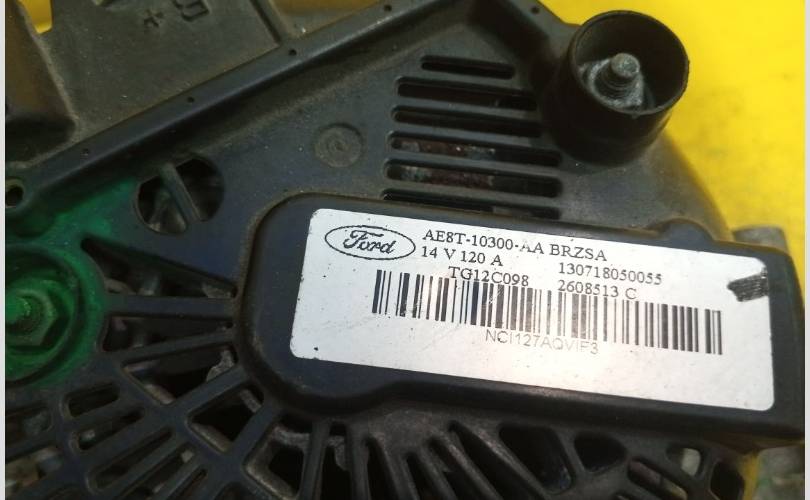 Ford
AE8T-10300-AA BRZSA
14 V 120 A 130718050055
TG12C098 2608513 C
NCI127AQVIF3